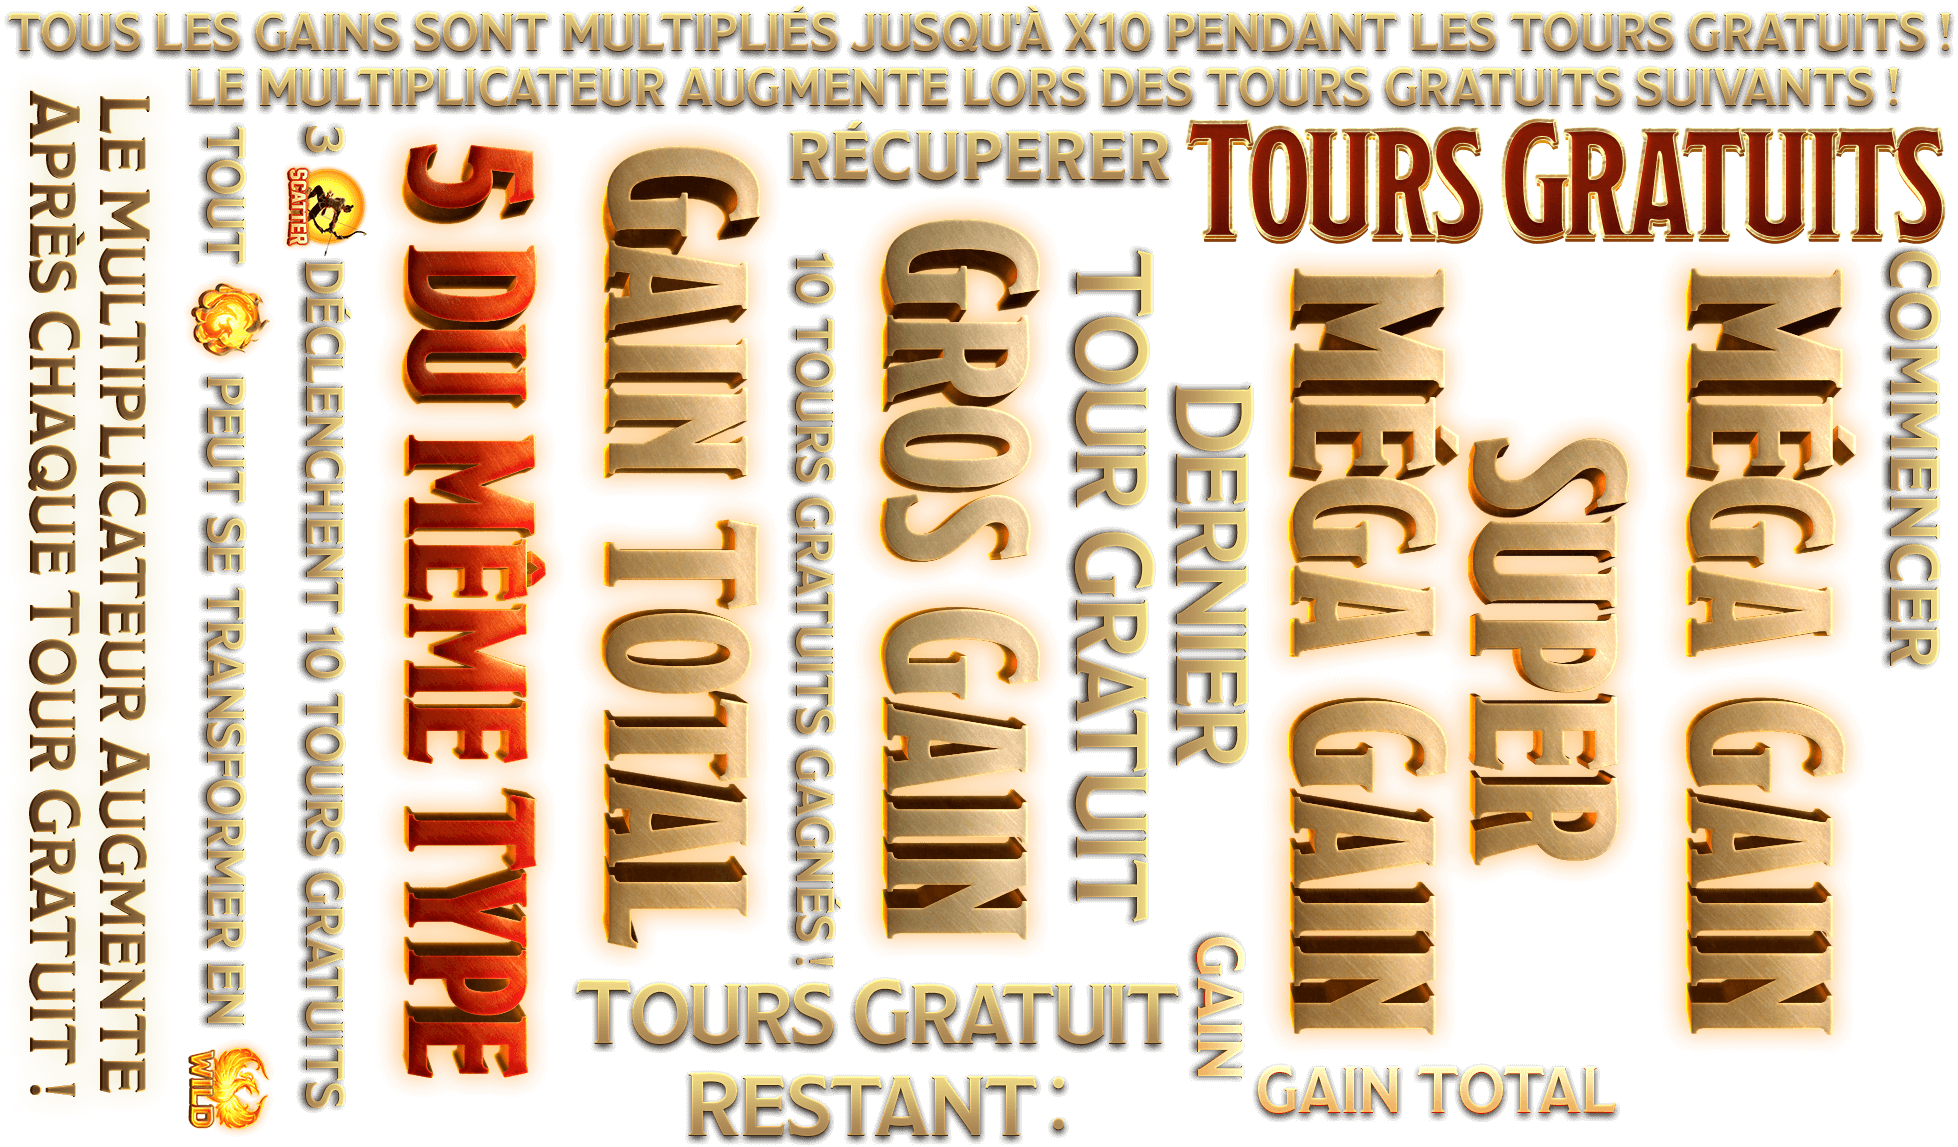 TOUS LES GAINS SONT MULTIPLIÉS JUSQU'À X10 PENDANT LES TOURS GRATUITS !
LE MULTIPLICATEUR AUGMENTE LORS DES TOURS GRATUITS SUIVANTS !
LE MULTIPLICATEUR AUGMENTE
APRÈS CHAQUE TOUR GRATUIT !
TOUT PEUT SE TRANSFORMER EN WILD
3 SCATTER DÉCLENCHENT 10 TOURS GRATUITS
5 DU MÊME TYPE
GAIN TOTAL
RÉCUPERER
10 TOURS GRATUITS GAGNÉS !
GROS GAIN
TOUR GRATUIT
DERNIER
TOURS GRATUITS
MÉGA GAIN
SUPER
MÉGA GAIN
COMMENCER
TOURS GRATUIT
RESTANT :
GAIN
GAIN TOTAL